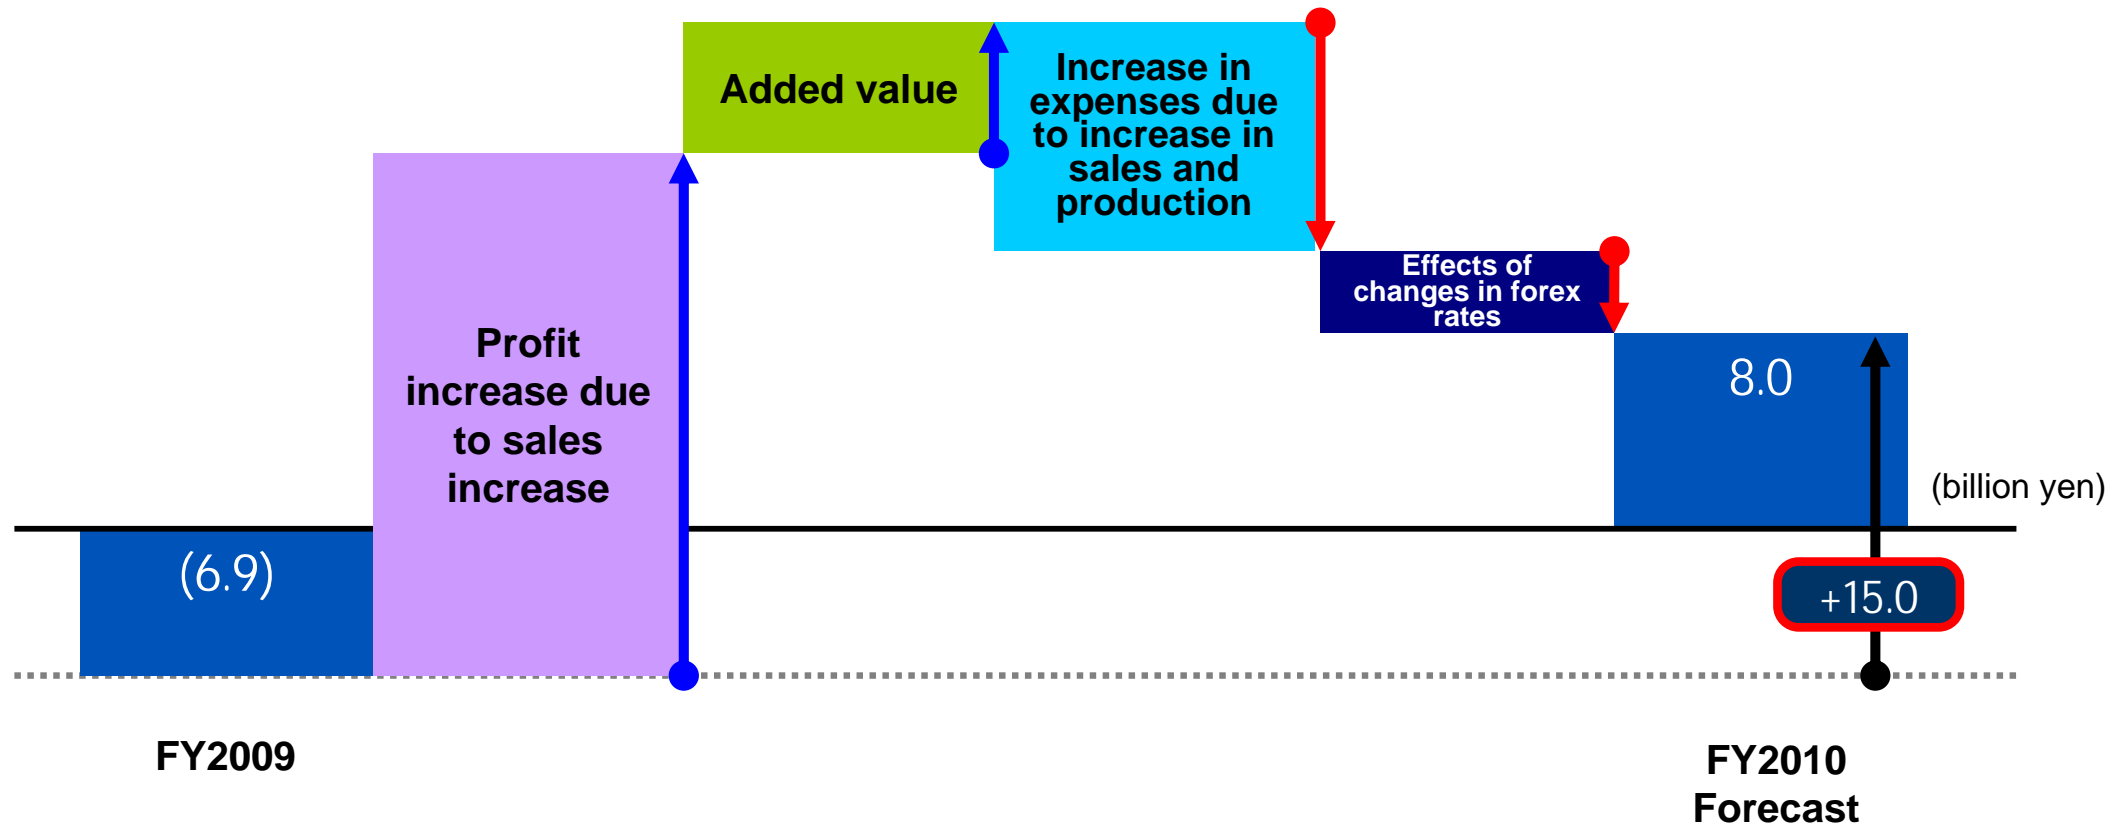 Added value
Increase in
expenses due
to increase in
sales and
production
Effects of
changes in forex
rates
Profit
increase due
to sales
increase
8.0
(billion yen)
(6.9)
+15.0
FY2009
FY2010
Forecast